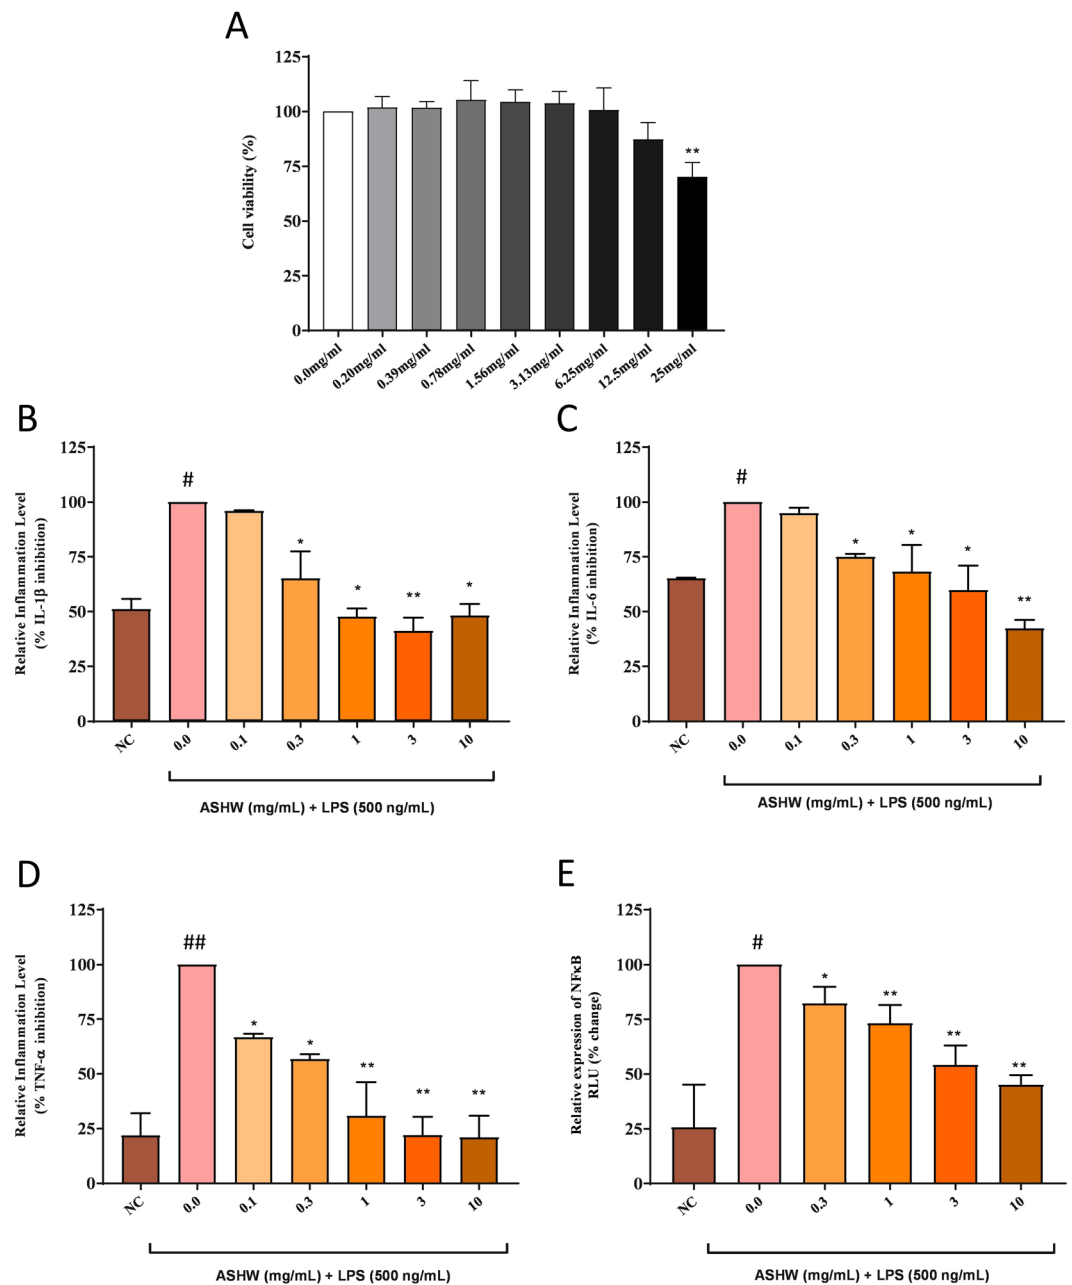 A
Cell viability (%)
125
100
75
50
25
0
**
0.0mg/ml
0.20mg/ml
0.39mg/ml
0.78mg/ml
1.56mg/ml
3.13mg/ml
6.25mg/ml
12.5mg/ml
25mg/ml
B
Relative Inflammation Level
(% IL-1β inhibition)
125
100
75
50
25
0
#
*
*
**
*
NC
0.0
0.1
0.3
1
3
10
ASHW (mg/mL) + LPS (500 ng/mL)
C
Relative Inflammation Level
(% IL-6 inhibition)
125
100
75
50
25
0
#
*
*
*
**
NC
0.0
0.1
0.3
1
3
10
ASHW (mg/mL) + LPS (500 ng/mL)
D
Relative Inflammation Level
(% TNF-α inhibition)
125
100
75
50
25
0
##
*
*
**
**
**
NC
0.0
0.1
0.3
1
3
10
ASHW (mg/mL) + LPS (500 ng/mL)
E
Relative expression of NFκB
RLU (% change)
125
100
75
50
25
0
#
*
**
**
**
NC
0.0
0.3
1
3
10
ASHW (mg/mL) + LPS (500 ng/mL)